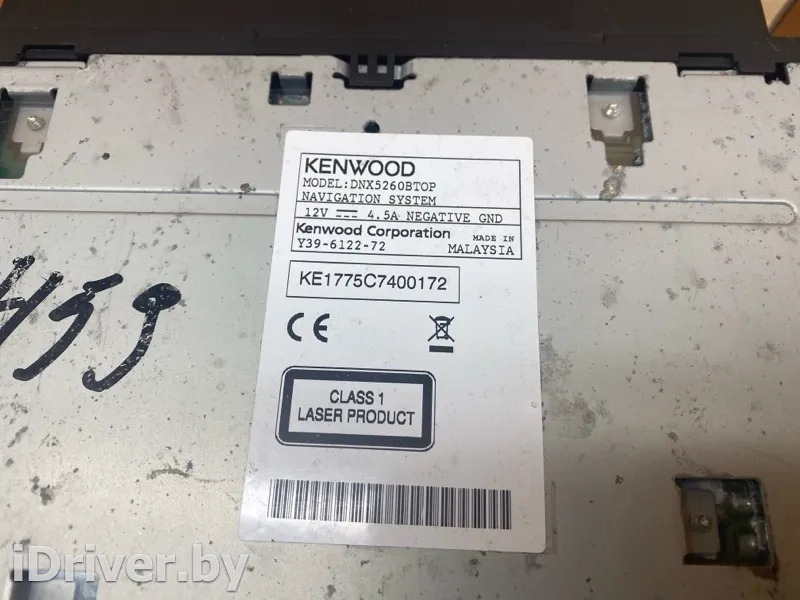 KENWOOD
MODEL:DNX5260BTOP
NAVIGATION SYSTEM
12V ⎓ 4.5A NEGATIVE GND
Kenwood Corporation MADE IN
Y39-6122-72 MALAYSIA
KE1775C7400172
CE
CLASS 1
LASER PRODUCT
459
iDriver.by